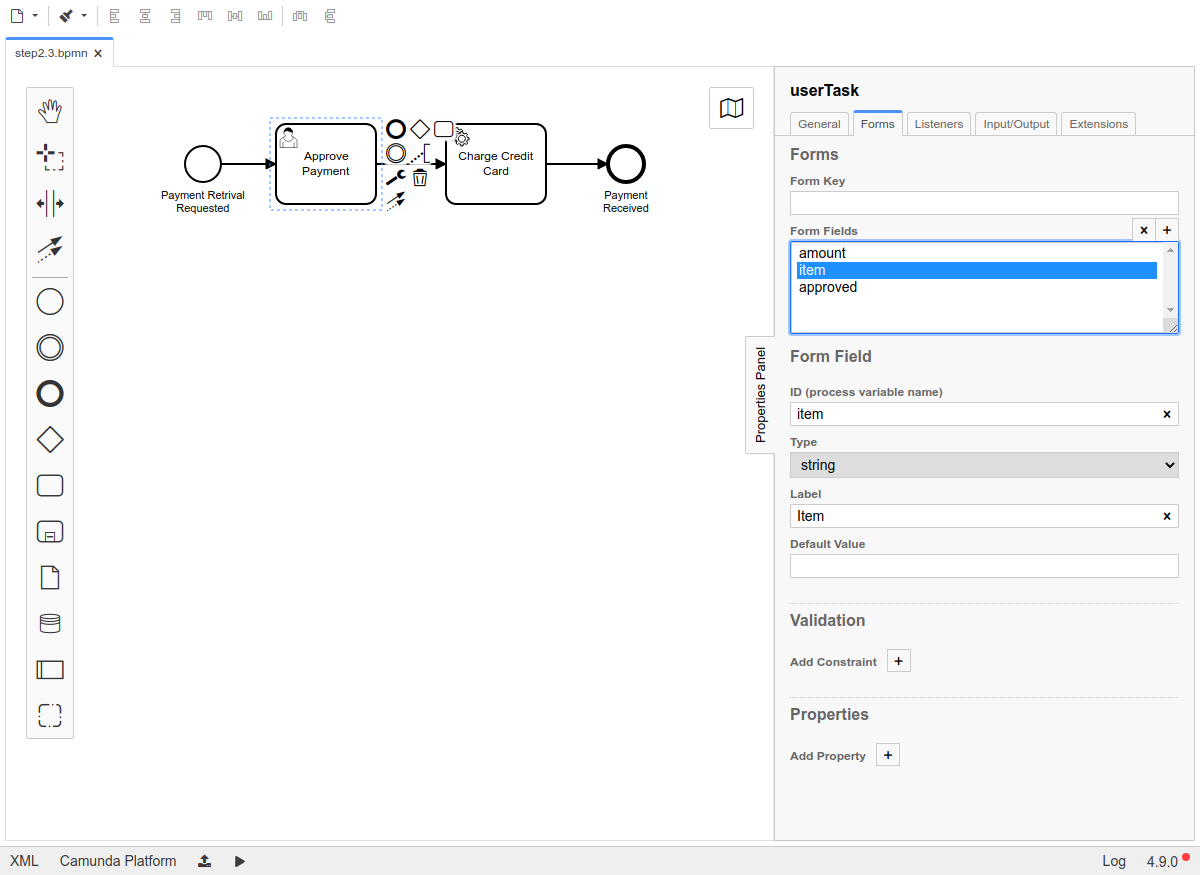 step2.3.bpmn x
Approve
Payment
Charge Credit
Card
Payment Retrival
Requested
Payment
Received
Properties Panel
userTask
General
Forms
Listeners
Input/Output
Extensions
Forms
Form Key
Form Fields x +
amount
item
approved
Form Field
ID (process variable name)
item x
Type
string
Label
Item x
Default Value
Validation
Add Constraint +
Properties
Add Property +
XML Camunda Platform
Log 4.9.0